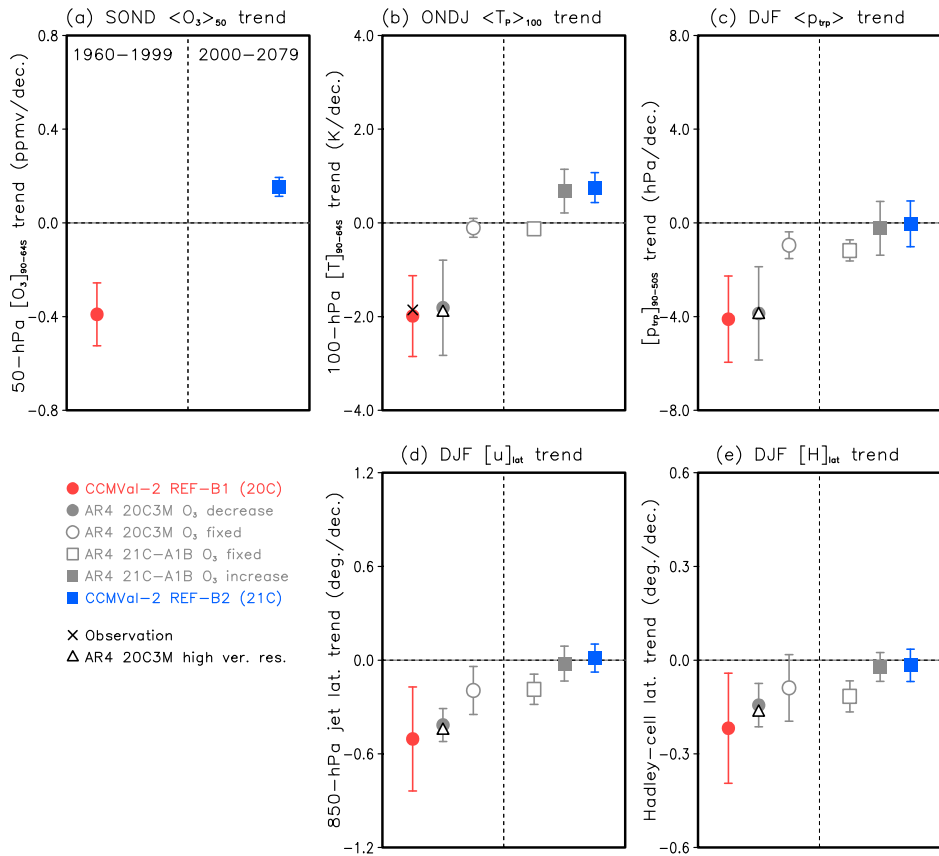 (a) SOND <O₃>₅₀ trend
1960−1999
2000−2079
0.8
0.4
0.0
−0.4
−0.8
50−hPa [O₃]₉₀₋₆₄ₛ trend (ppmv/dec.)
(b) ONDJ <Tₚ>₁₀₀ trend
4.0
2.0
0.0
−2.0
−4.0
100−hPa [T]₉₀₋₆₄ₛ trend (K/dec.)
(c) DJF <pₜᵣₚ> trend
8.0
4.0
0.0
−4.0
−8.0
[pₜᵣₚ]₉₀₋₅₀ₛ trend (hPa/dec.)
CCMVal−2 REF−B1 (20C)
AR4 20C3M O₃ decrease
AR4 20C3M O₃ fixed
AR4 21C−A1B O₃ fixed
AR4 21C−A1B O₃ increase
CCMVal−2 REF−B2 (21C)
Observation
AR4 20C3M high ver. res.
(d) DJF [u]ₗₐₜ trend
1.2
0.6
0.0
−0.6
−1.2
850−hPa jet lat. trend (deg./dec.)
(e) DJF [H]ₗₐₜ trend
0.6
0.3
0.0
−0.3
−0.6
Hadley−cell lat. trend (deg./dec.)